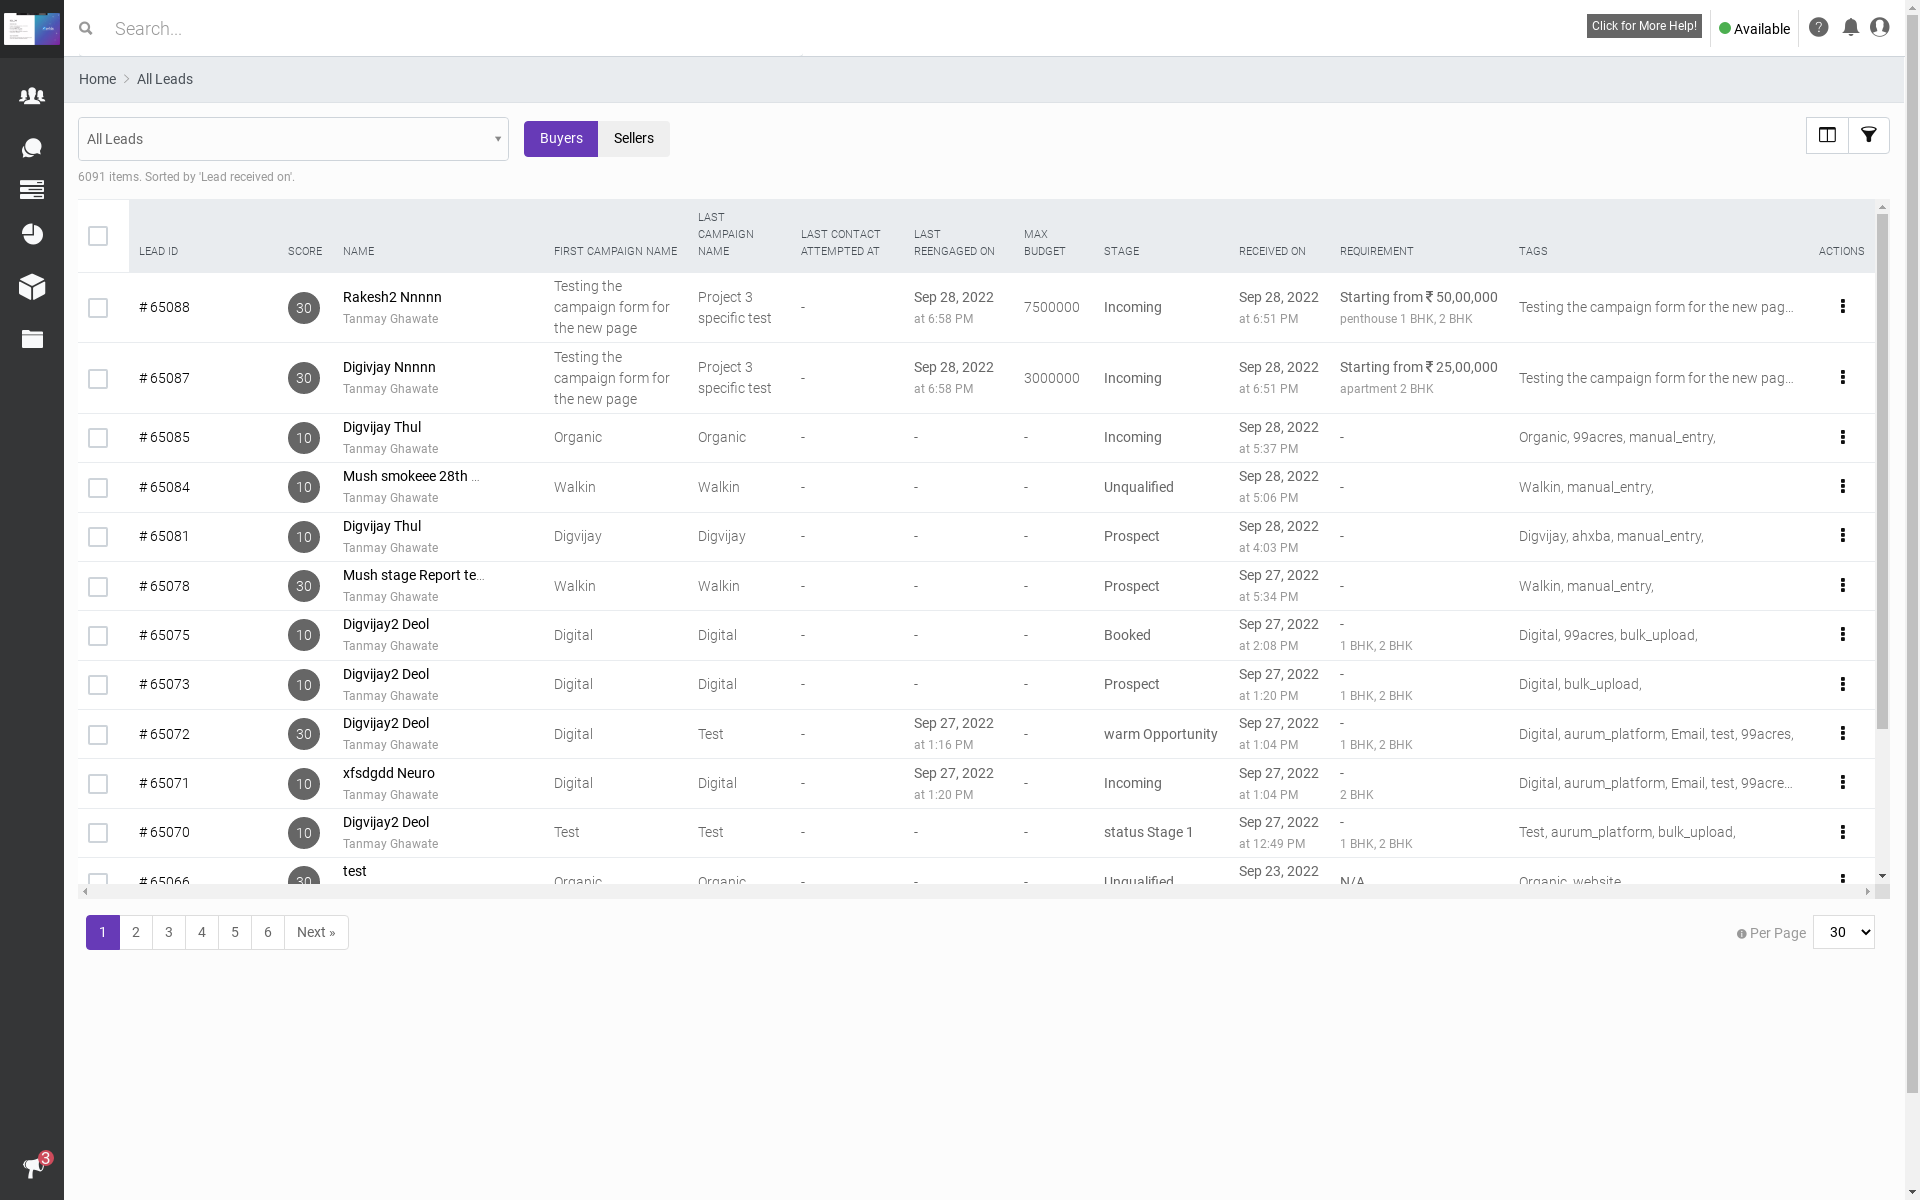 Search...
Click for More Help!
Available
Home
All Leads
All Leads
Buyers
Sellers
6091 items. Sorted by 'Lead received on'.
LEAD ID SCORE NAME FIRST CAMPAIGN NAME LAST CAMPAIGN NAME LAST CONTACT ATTEMPTED AT LAST REENGAGED ON MAX BUDGET STAGE RECEIVED ON REQUIREMENT TAGS ACTIONS
# 65088 30 Rakesh2 Nnnnn Tanmay Ghawate Testing the campaign form for the new page Project 3 specific test - Sep 28, 2022 at 6:58 PM 7500000 Incoming Sep 28, 2022 at 6:51 PM Starting from ₹ 50,00,000 penthouse 1 BHK, 2 BHK Testing the campaign form for the new pag...
# 65087 30 Digivjay Nnnnn Tanmay Ghawate Testing the campaign form for the new page Project 3 specific test - Sep 28, 2022 at 6:58 PM 3000000 Incoming Sep 28, 2022 at 6:51 PM Starting from ₹ 25,00,000 apartment 2 BHK Testing the campaign form for the new pag...
# 65085 10 Digvijay Thul Tanmay Ghawate Organic Organic - - - Incoming Sep 28, 2022 at 5:37 PM - Organic, 99acres, manual_entry,
# 65084 10 Mush smokeee 28th ... Tanmay Ghawate Walkin Walkin - - - Unqualified Sep 28, 2022 at 5:06 PM - Walkin, manual_entry,
# 65081 10 Digvijay Thul Tanmay Ghawate Digvijay Digvijay - - - Prospect Sep 28, 2022 at 4:03 PM - Digvijay, ahxba, manual_entry,
# 65078 30 Mush stage Report te... Tanmay Ghawate Walkin Walkin - - - Prospect Sep 27, 2022 at 5:34 PM - Walkin, manual_entry,
# 65075 10 Digvijay2 Deol Tanmay Ghawate Digital Digital - - - Booked Sep 27, 2022 at 2:08 PM - 1 BHK, 2 BHK Digital, 99acres, bulk_upload,
# 65073 10 Digvijay2 Deol Tanmay Ghawate Digital Digital - - - Prospect Sep 27, 2022 at 1:20 PM - 1 BHK, 2 BHK Digital, bulk_upload,
# 65072 30 Digvijay2 Deol Tanmay Ghawate Digital Test - Sep 27, 2022 at 1:16 PM - warm Opportunity Sep 27, 2022 at 1:04 PM - 1 BHK, 2 BHK Digital, aurum_platform, Email, test, 99acres,
# 65071 10 xfsdgdd Neuro Tanmay Ghawate Digital Digital - Sep 27, 2022 at 1:20 PM - Incoming Sep 27, 2022 at 1:04 PM - 2 BHK Digital, aurum_platform, Email, test, 99acre...
# 65070 10 Digvijay2 Deol Tanmay Ghawate Test Test - - - status Stage 1 Sep 27, 2022 at 12:49 PM - 1 BHK, 2 BHK Test, aurum_platform, bulk_upload,
# 65066 30 test Organic Organic - - - Unqualified Sep 23, 2022 N/A Organic, website
1 2 3 4 5 6 Next »
Per Page 30
3